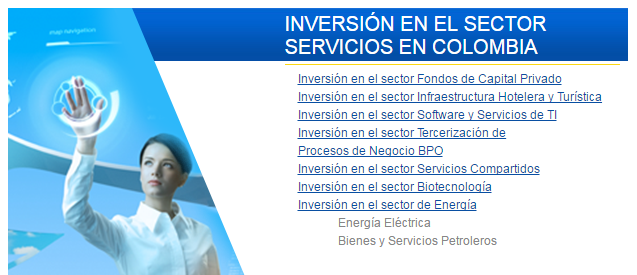 map navigation
INVERSIÓN EN EL SECTOR
SERVICIOS EN COLOMBIA
Inversión en el sector Fondos de Capital Privado
Inversión en el sector Infraestructura Hotelera y Turística
Inversión en el sector Software y Servicios de TI
Inversión en el sector Tercerización de
Procesos de Negocio BPO
Inversión en el sector Servicios Compartidos
Inversión en el sector Biotecnología
Inversión en el sector de Energía
Energía Eléctrica
Bienes y Servicios Petroleros